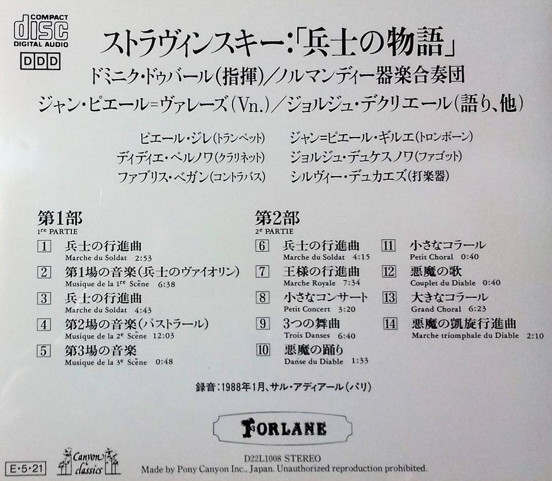 COMPACT
disc
DIGITAL AUDIO
DDD
ストラヴィンスキー:「兵士の物語」
ドミニク・ドゥバール(指揮)/ノルマンディー器楽合奏団
ジャン・ピエール=ヴァレーズ(Vn.)/ジョルジュ・デクリエール(語り、他)
ピエール・ジレ(トランペット)
ジャン=ピエール・ギルエ(トロンボーン)
ディディエ・ベルノワ(クラリネット)
ジョルジュ・デュケスノワ(ファゴット)
ファブリス・ベガン(コントラバス)
シルヴィー・デュカエズ(打楽器)
第1部
1re PARTIE
1 兵士の行進曲
Marche du Soldat 2:53
2 第1場の音楽(兵士のヴァイオリン)
Musique de la 1re Scène 6:38
3 兵士の行進曲
Marche du Soldat 4:43
4 第2場の音楽(パストラール)
Musique de la 2e Scène 12:03
5 第3場の音楽
Musique de la 3e Scène 0:48
第2部
2e PARTIE
6 兵士の行進曲
Marche du Soldat 4:15
7 王様の行進曲
Marche Royale 7:34
8 小さなコンサート
Petit Concert 3:20
9 3つの舞曲
Trois Danses 6:40
10 悪魔の踊り
Danse du Diable 1:33
11 小さなコラール
Petit Choral 0:40
12 悪魔の歌
Couplet du Diable 0:40
13 大きなコラール
Grand Choral 6:23
14 悪魔の凱旋行進曲
Marche triomphale du Diable 2:10
録音:1988年1月、サル・アディアール(パリ)
FORLANE
E・5・21
Canyon classics
D22L1008 STEREO
Made by Pony Canyon Inc., Japan. Unauthorized reproduction prohibited.